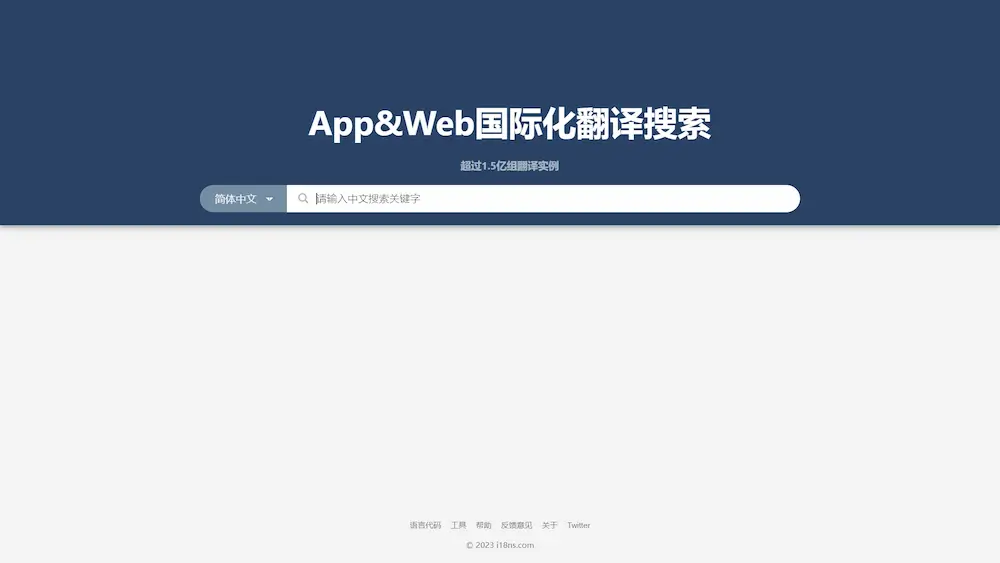 App&Web国际化翻译搜索
超过1.5亿组翻译实例
简体中文 请输入中文搜索关键字
语言代码 工具 帮助 反馈意见 关于 Twitter
© 2023 i18ns.com